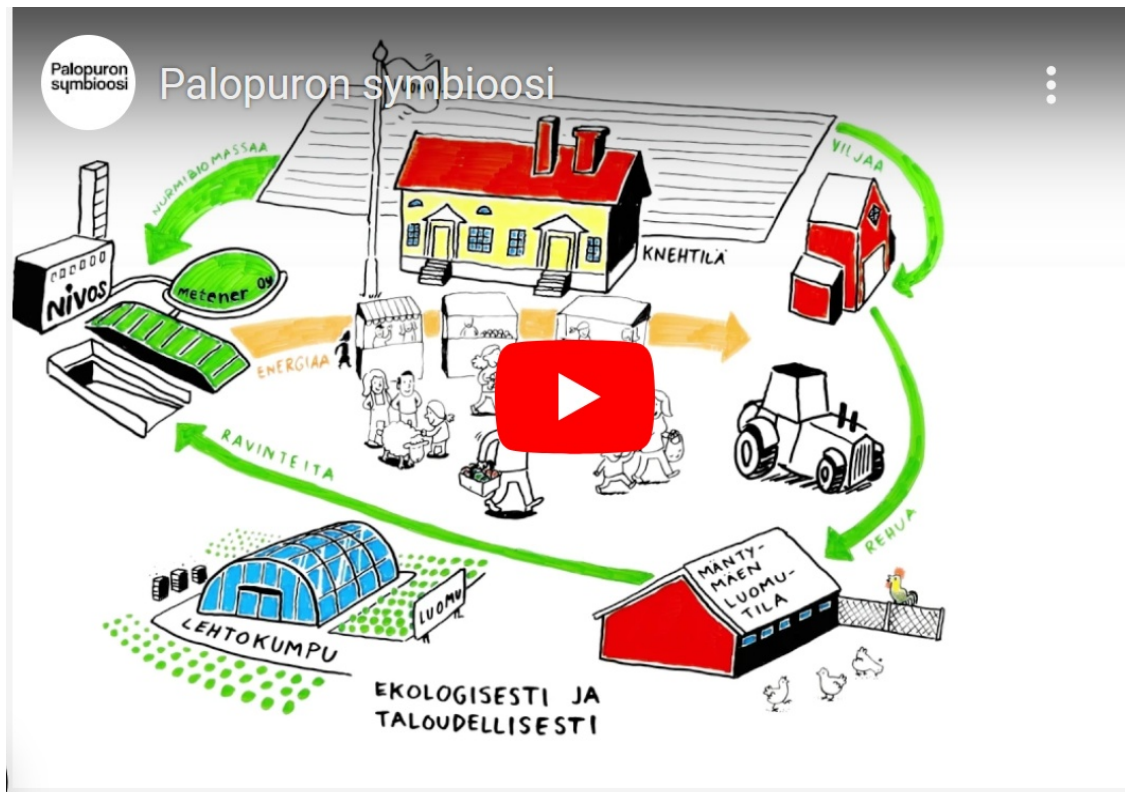 Palopuron
symbioosi
Palopuron symbioosi
LUOMU
NURMIBIOMASSAA
VILJAA
KNEHTILÄ
NIVOS
metener Oy
ENERGIAA
RAVINTEITA
REHUA
MÄNTY-
MÄEN
LUOMU-
TILA
LUOMU
LEHTOKUMPU
EKOLOGISESTI JA
TALOUDELLISESTI